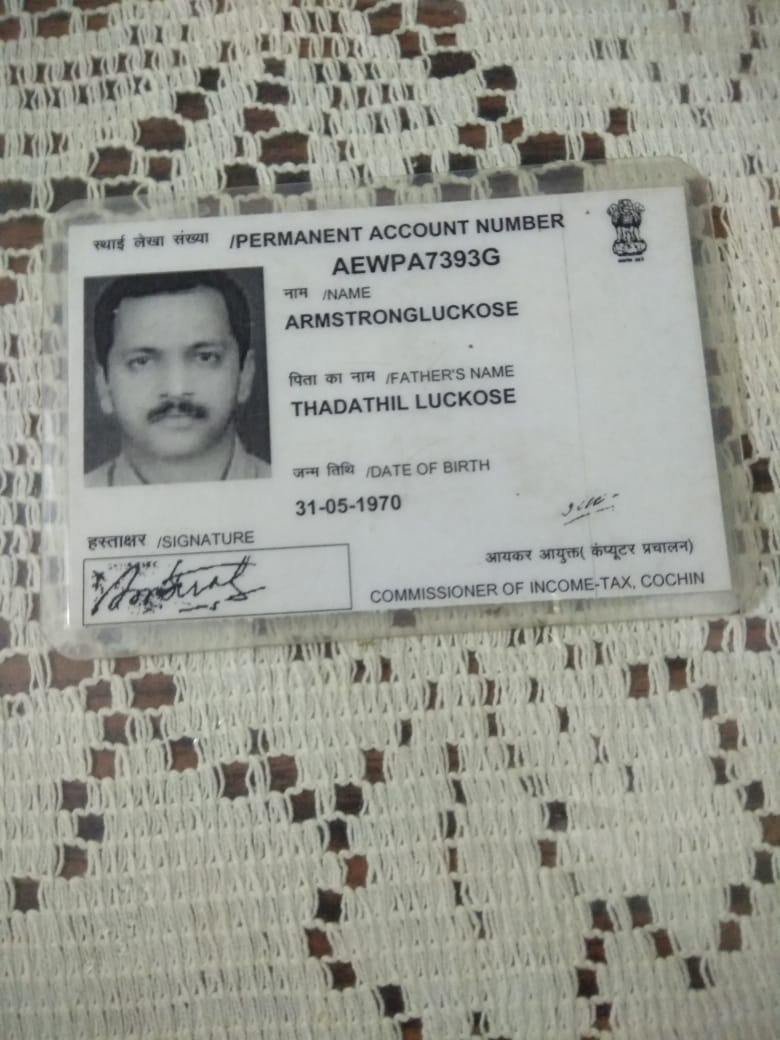 स्थाई लेखा संख्या /PERMANENT ACCOUNT NUMBER
AEWPA7393G
नाम /NAME
ARMSTRONGLUCKOSE
पिता का नाम /FATHER'S NAME
THADATHIL LUCKOSE
जन्म तिथि /DATE OF BIRTH
31-05-1970
हस्ताक्षर /SIGNATURE
आयकर आयुक्त( कंप्यूटर प्रचालन)
COMMISSIONER OF INCOME-TAX, COCHIN